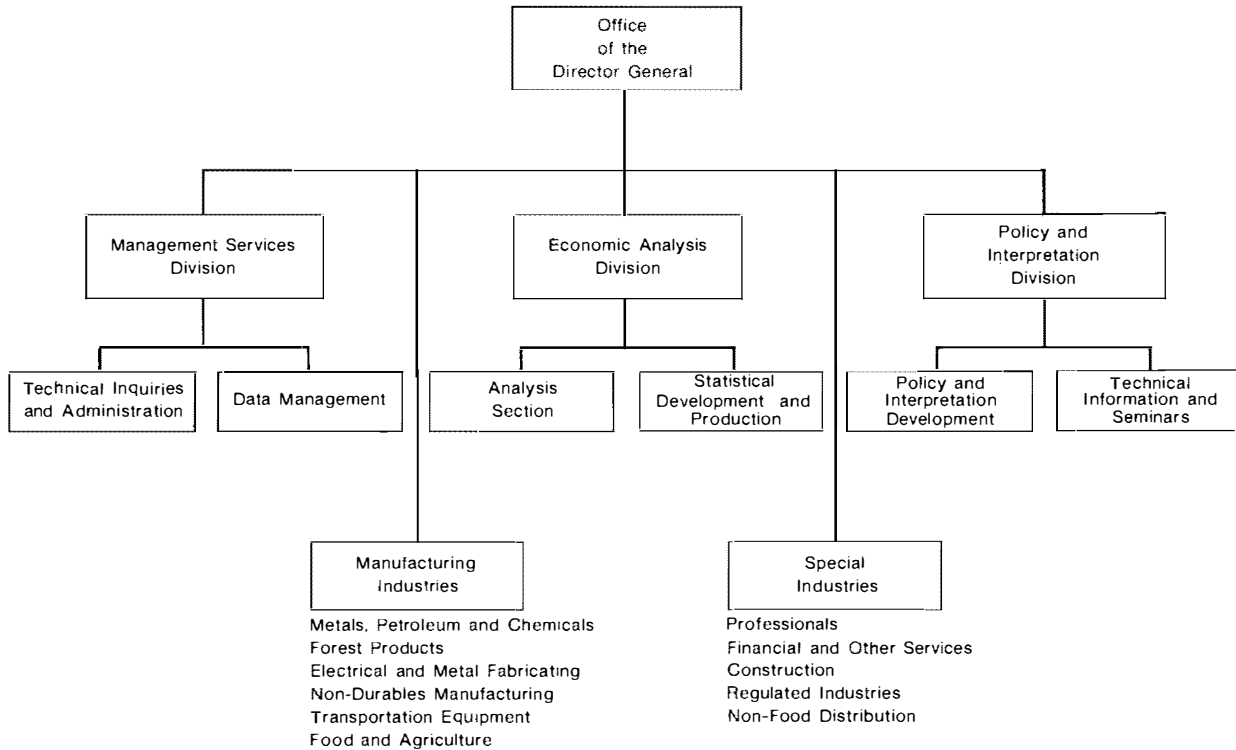 Office
of the
Director General
Management Services
Division
Economic Analysis
Division
Policy and
Interpretation
Division
Technical Inquiries
and Administration
Data Management
Analysis
Section
Statistical
Development and
Production
Policy and
Interpretation
Development
Technical
Information and
Seminars
Manufacturing
Industries
Metals, Petroleum and Chemicals
Forest Products
Electrical and Metal Fabricating
Non-Durables Manufacturing
Transportation Equipment
Food and Agriculture
Special
Industries
Professionals
Financial and Other Services
Construction
Regulated Industries
Non-Food Distribution